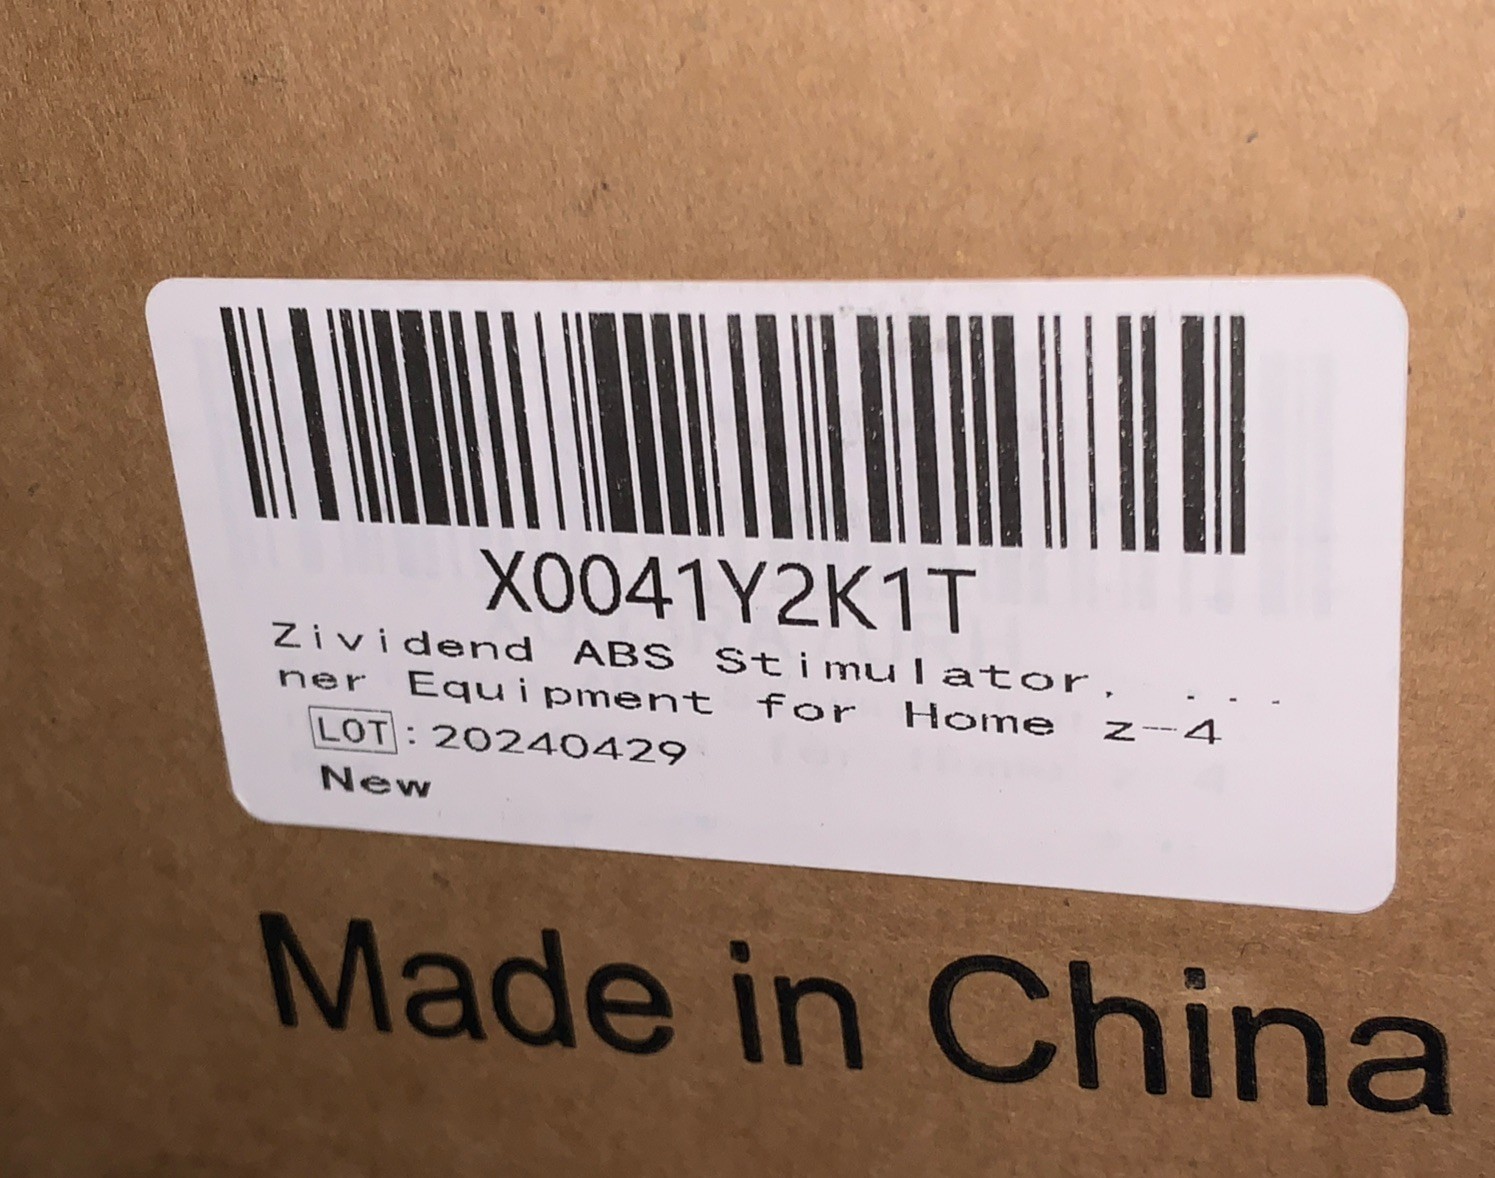 X0041Y2K1T
Zividend ABS Stimulator, ...
ner Equipment for Home z-4
LOT: 20240429
New
Made in China